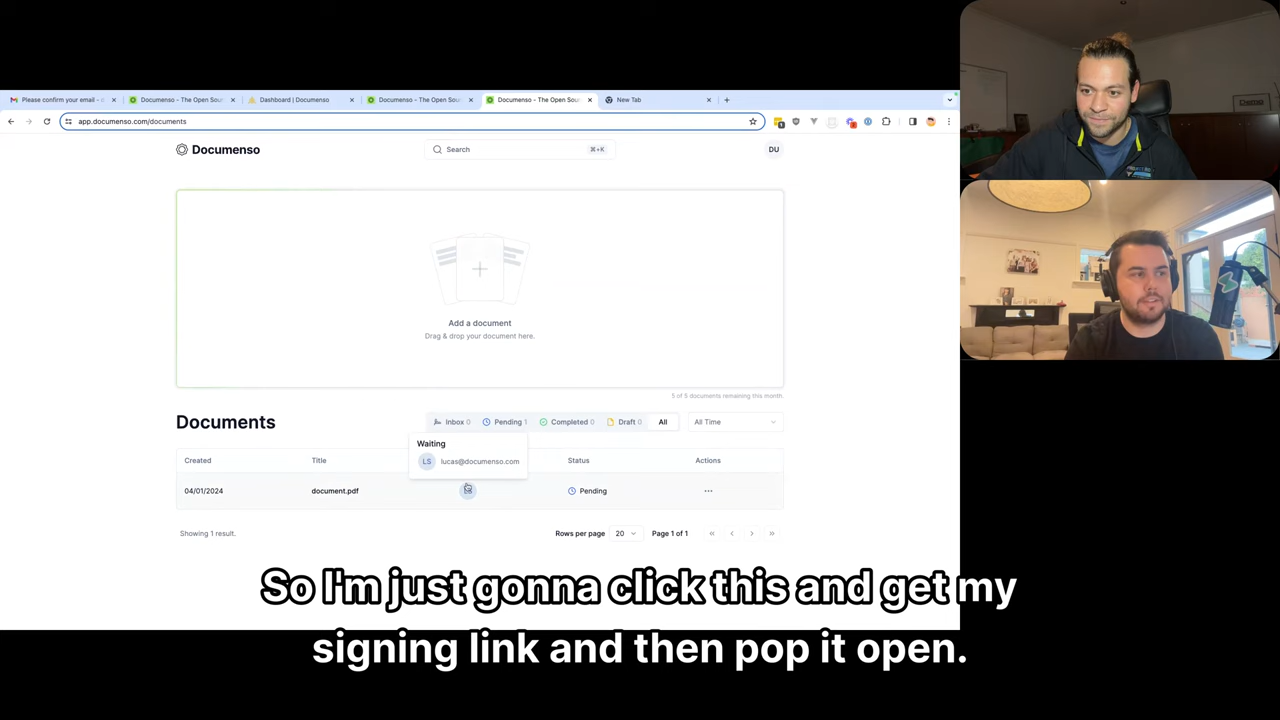 Please confirm your email - c
Documenso - The Open Sour
Dashboard | Documenso
Documenso - The Open Sour
Documenso - The Open Sour
New Tab
app.documenso.com/documents
Documenso
Search
⌘+K
DU
Add a document
Drag & drop your document here.
5 of 5 documents remaining this month.
Documents
Inbox 0
Pending 1
Completed 0
Draft 0
All
All Time
Waiting
LS lucas@documenso.com
Created
Title
Status
Actions
04/01/2024
document.pdf
Pending
Showing 1 result.
Rows per page
20
Page 1 of 1
So I'm just gonna click this and get my
signing link and then pop it open.